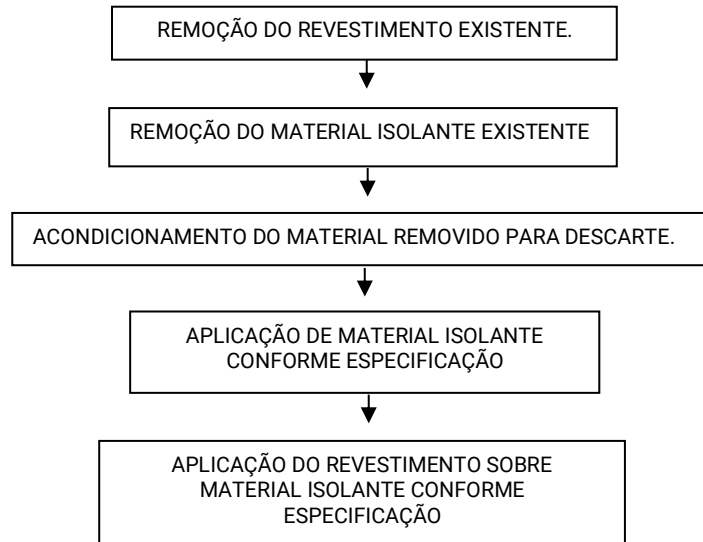 REMOÇÃO DO REVESTIMENTO EXISTENTE.
REMOÇÃO DO MATERIAL ISOLANTE EXISTENTE
ACONDICIONAMENTO DO MATERIAL REMOVIDO PARA DESCARTE.
APLICAÇÃO DE MATERIAL ISOLANTE
CONFORME ESPECIFICAÇÃO
APLICAÇÃO DO REVESTIMENTO SOBRE
MATERIAL ISOLANTE CONFORME
ESPECIFICAÇÃO